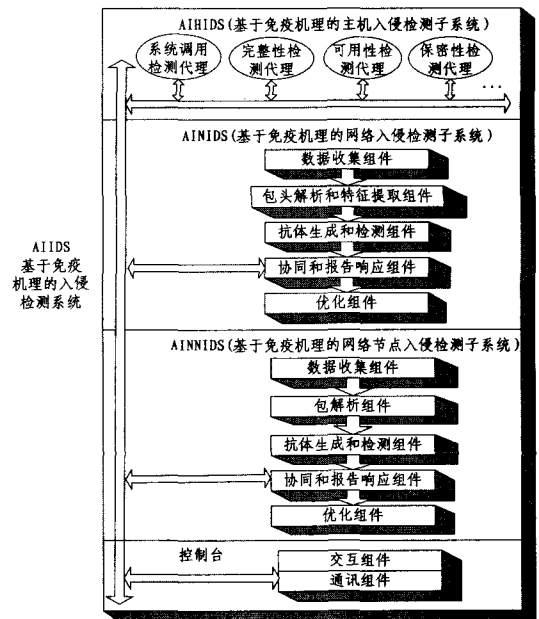 AIHIDS(基于免疫机理的主机入侵检测子系统)
系统调用
检测代理
完整性检
测代理
可用性检
测代理
保密性检
测代理
...
AINIDS(基于免疫机理的网络入侵检测子系统)
数据收集组件
包头解析和特征提取组件
抗体生成和检测组件
协同和报告响应组件
优化组件
AIIDS
基于免疫
机理的入侵
检测系统
AINNIDS(基于免疫机理的网络节点入侵检测子系统)
数据收集组件
包解析组件
抗体生成和检测组件
协同和报告响应组件
优化组件
控制台
交互组件
通讯组件